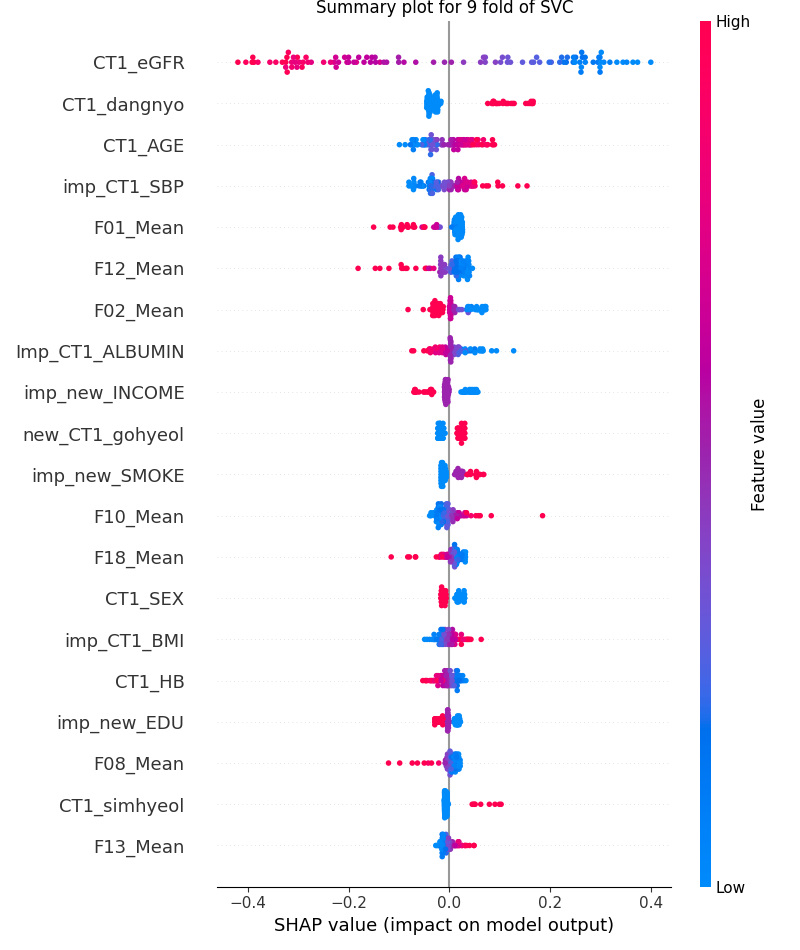 Summary plot for 9 fold of SVC
High
CT1_eGFR
CT1_dangnyo
CT1_AGE
imp_CT1_SBP
F01_Mean
F12_Mean
F02_Mean
Imp_CT1_ALBUMIN
imp_new_INCOME
new_CT1_gohyeol
imp_new_SMOKE
F10_Mean
F18_Mean
CT1_SEX
imp_CT1_BMI
CT1_HB
imp_new_EDU
F08_Mean
CT1_simhyeol
F13_Mean
Feature value
Low
−0.4 −0.2 0.0 0.2 0.4
SHAP value (impact on model output)